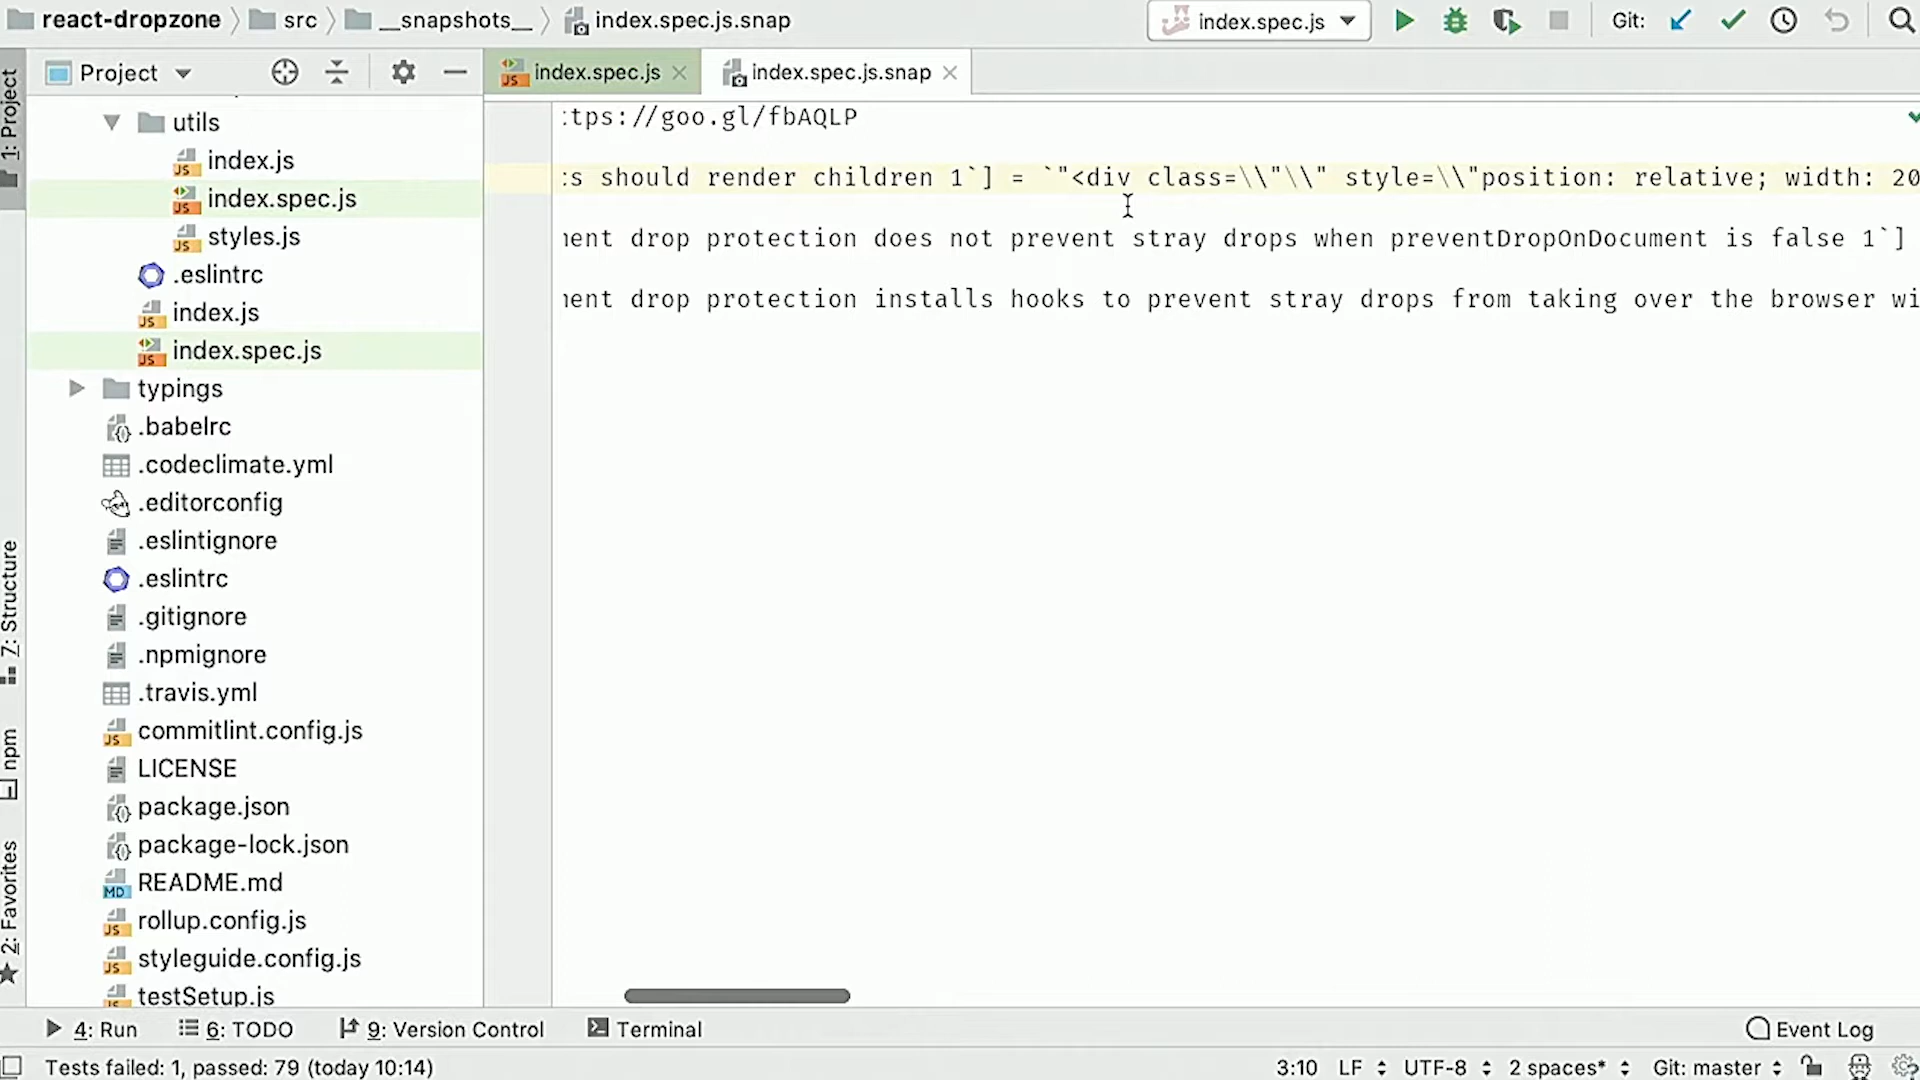 react-dropzone src __snapshots__ index.spec.js.snap index.spec.js Git:
Project index.spec.js index.spec.js.snap
1: Project
7: Structure
npm
2: Favorites
utils
index.js
index.spec.js
styles.js
.eslintrc
index.js
index.spec.js
typings
.babelrc
.codeclimate.yml
.editorconfig
.eslintignore
.eslintrc
.gitignore
.npmignore
.travis.yml
commitlint.config.js
LICENSE
package.json
package-lock.json
README.md
rollup.config.js
styleguide.config.js
testSetup.js
:tps://goo.gl/fbAQLP
:s should render children 1`] = `"<div class=\\"\\" style=\\"position: relative; width: 20
ent drop protection does not prevent stray drops when preventDropOnDocument is false 1`]
ent drop protection installs hooks to prevent stray drops from taking over the browser wi
4: Run 6: TODO 9: Version Control Terminal Event Log
Tests failed: 1, passed: 79 (today 10:14) 3:10 LF UTF-8 2 spaces* Git: master